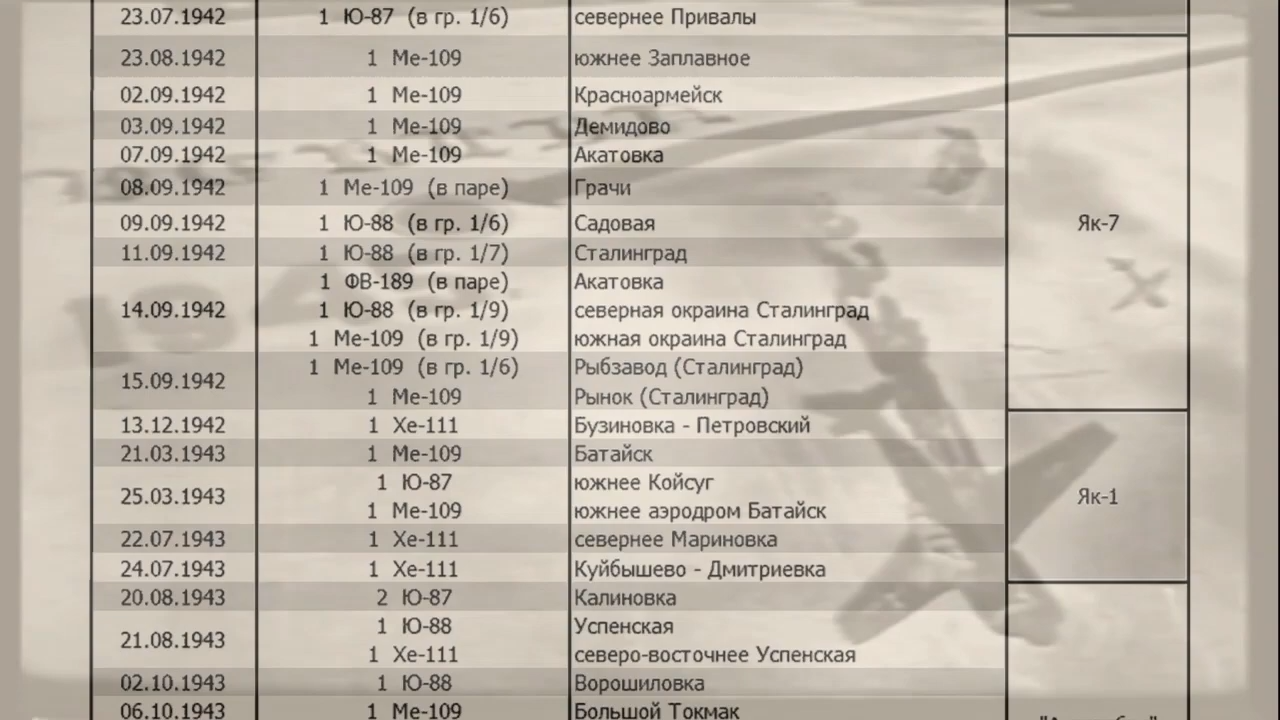 23.07.1942 1 Ю-87 (в гр. 1/6) севернее Привалы
23.08.1942 1 Ме-109 южнее Заплавное
02.09.1942 1 Ме-109 Красноармейск
03.09.1942 1 Ме-109 Демидово
07.09.1942 1 Ме-109 Акатовка
08.09.1942 1 Ме-109 (в паре) Грачи
09.09.1942 1 Ю-88 (в гр. 1/6) Садовая Як-7
11.09.1942 1 Ю-88 (в гр. 1/7) Сталинград
1 ФВ-189 (в паре) Акатовка
14.09.1942 1 Ю-88 (в гр. 1/9) северная окраина Сталинград
1 Ме-109 (в гр. 1/9) южная окраина Сталинград
15.09.1942 1 Ме-109 (в гр. 1/6) Рыбзавод (Сталинград)
1 Ме-109 Рынок (Сталинград)
13.12.1942 1 Хе-111 Бузиновка - Петровский
21.03.1943 1 Ме-109 Батайск
25.03.1943 1 Ю-87 южнее Койсуг Як-1
1 Ме-109 южнее аэродром Батайск
22.07.1943 1 Хе-111 севернее Мариновка
24.07.1943 1 Хе-111 Куйбышево - Дмитриевка
20.08.1943 2 Ю-87 Калиновка
21.08.1943 1 Ю-88 Успенская
1 Хе-111 северо-восточнее Успенская
02.10.1943 1 Ю-88 Ворошиловка
06.10.1943 1 Ме-109 Большой Токмак